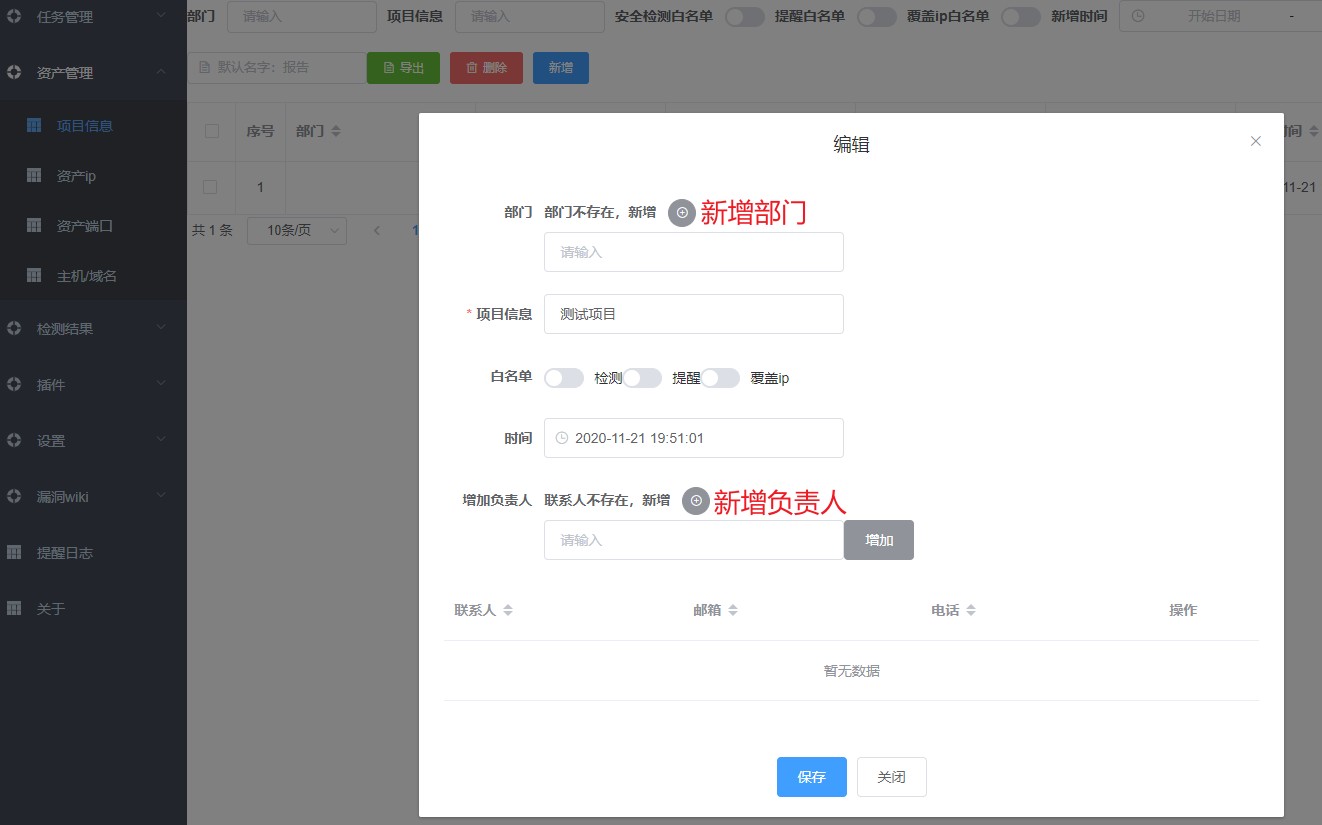 任务管理
资产管理
项目信息
资产ip
资产端口
主机/域名
检测结果
插件
设置
漏洞wiki
提醒日志
关于
部门 请输入 项目信息 请输入 安全检测白名单 提醒白名单 覆盖ip白名单 新增时间 开始日期 -
默认名字：报告 导出 删除 新增
序号 部门 时间
1 11-21
共 1 条 10条/页 1
编辑
部门 部门不存在，新增 新增部门
请输入
* 项目信息 测试项目
白名单 检测 提醒 覆盖ip
时间 2020-11-21 19:51:01
增加负责人 联系人不存在，新增 新增负责人
请输入 增加
联系人 邮箱 电话 操作
暂无数据
保存 关闭